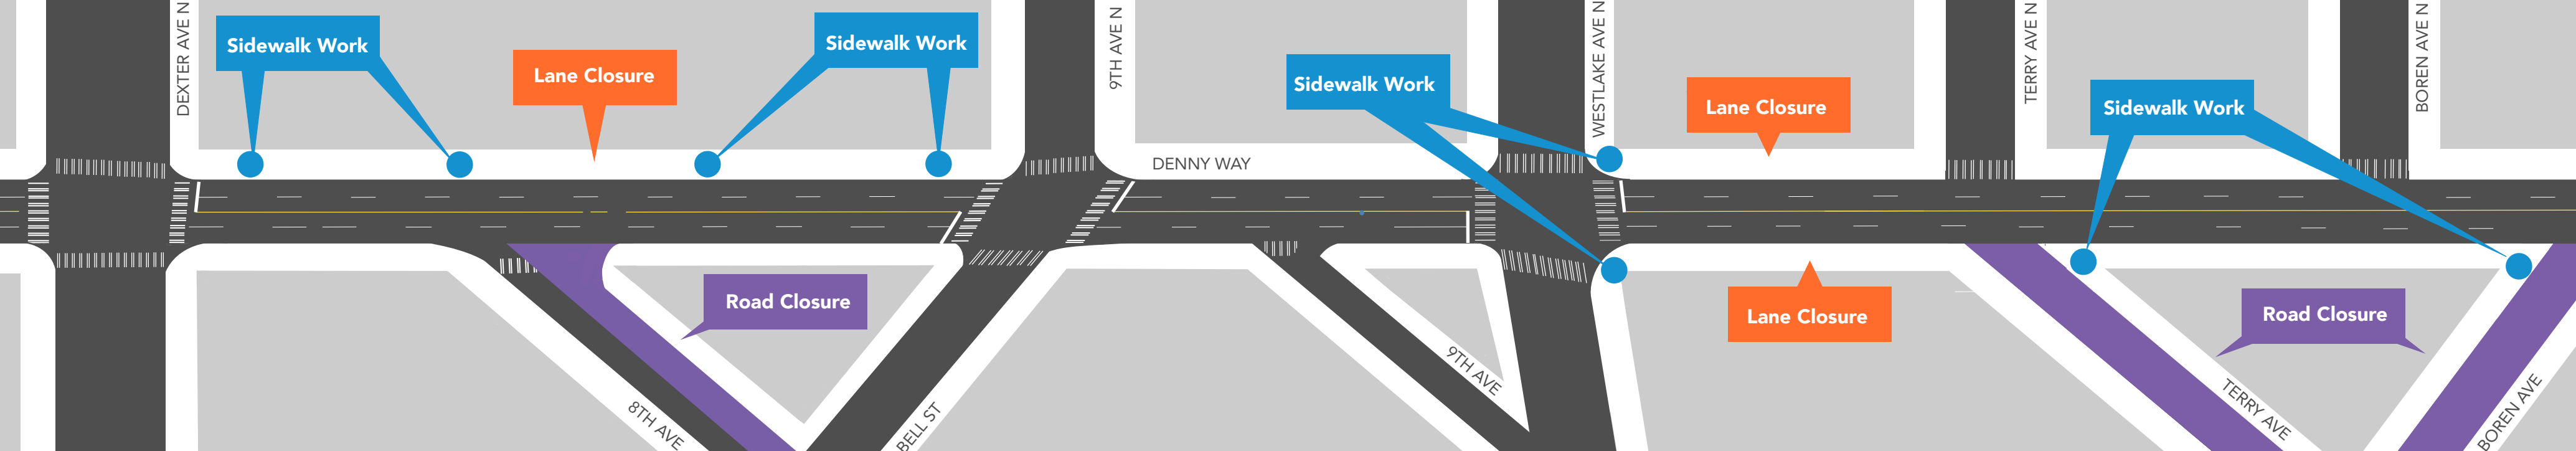 DEXTER AVE N
Sidewalk Work
Lane Closure
Sidewalk Work
9TH AVE N
DENNY WAY
Sidewalk Work
WESTLAKE AVE N
Lane Closure
TERRY AVE N
Sidewalk Work
BOREN AVE N
Road Closure
8TH AVE
BELL ST
9TH AVE
Lane Closure
Road Closure
TERRY AVE
BOREN AVE